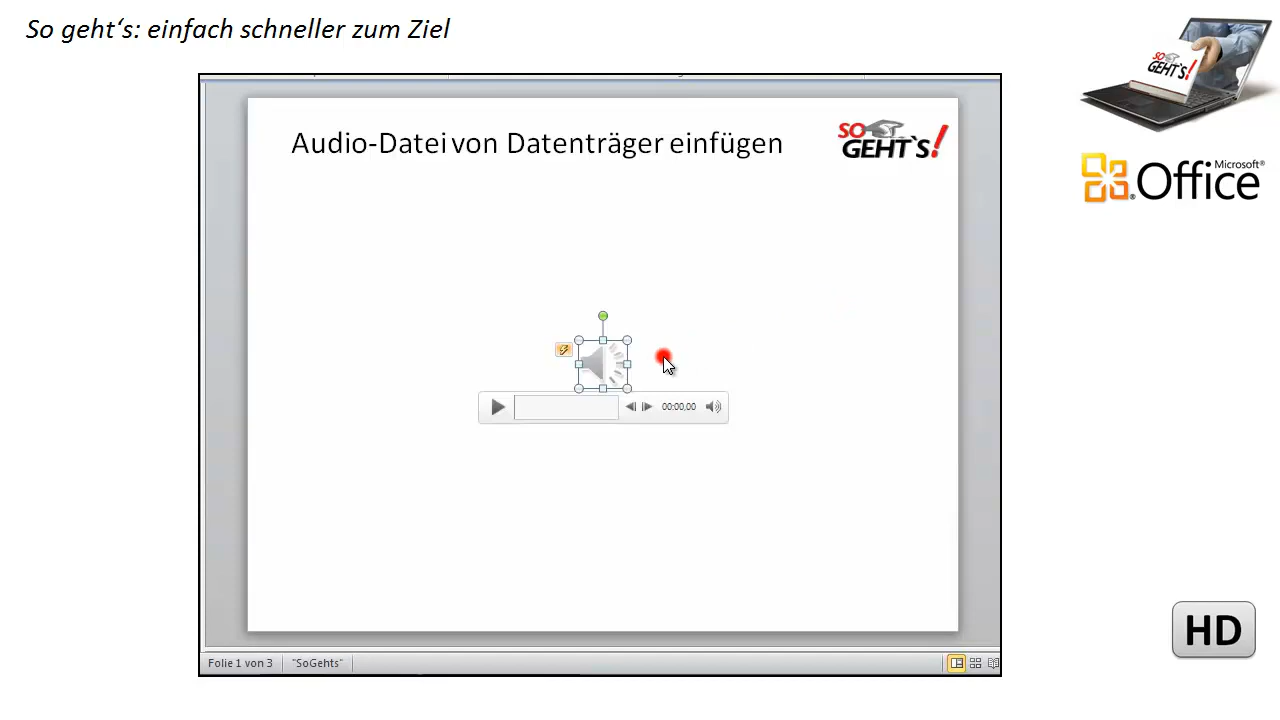 So geht‘s: einfach schneller zum Ziel
SO
GEHT`S!
Microsoft®
Office
Audio-Datei von Datenträger einfügen
SO
GEHT`S!
00:00,00
HD
Folie 1 von 3
"SoGehts"